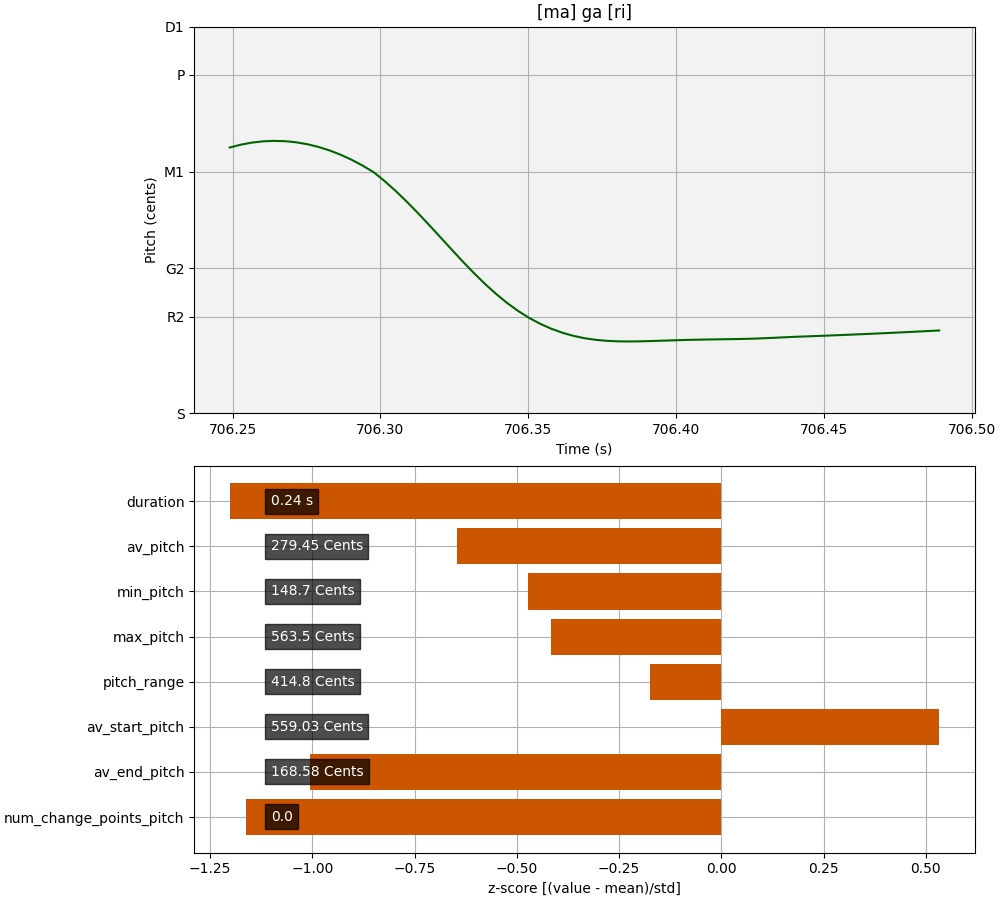 [ma] ga [ri]
D1
P
M1
G2
R2
S
Pitch (cents)
706.25 706.30 706.35 706.40 706.45 706.50
Time (s)
duration 0.24 s
av_pitch 279.45 Cents
min_pitch 148.7 Cents
max_pitch 563.5 Cents
pitch_range 414.8 Cents
av_start_pitch 559.03 Cents
av_end_pitch 168.58 Cents
num_change_points_pitch 0.0
−1.25 −1.00 −0.75 −0.50 −0.25 0.00 0.25 0.50
z-score [(value - mean)/std]